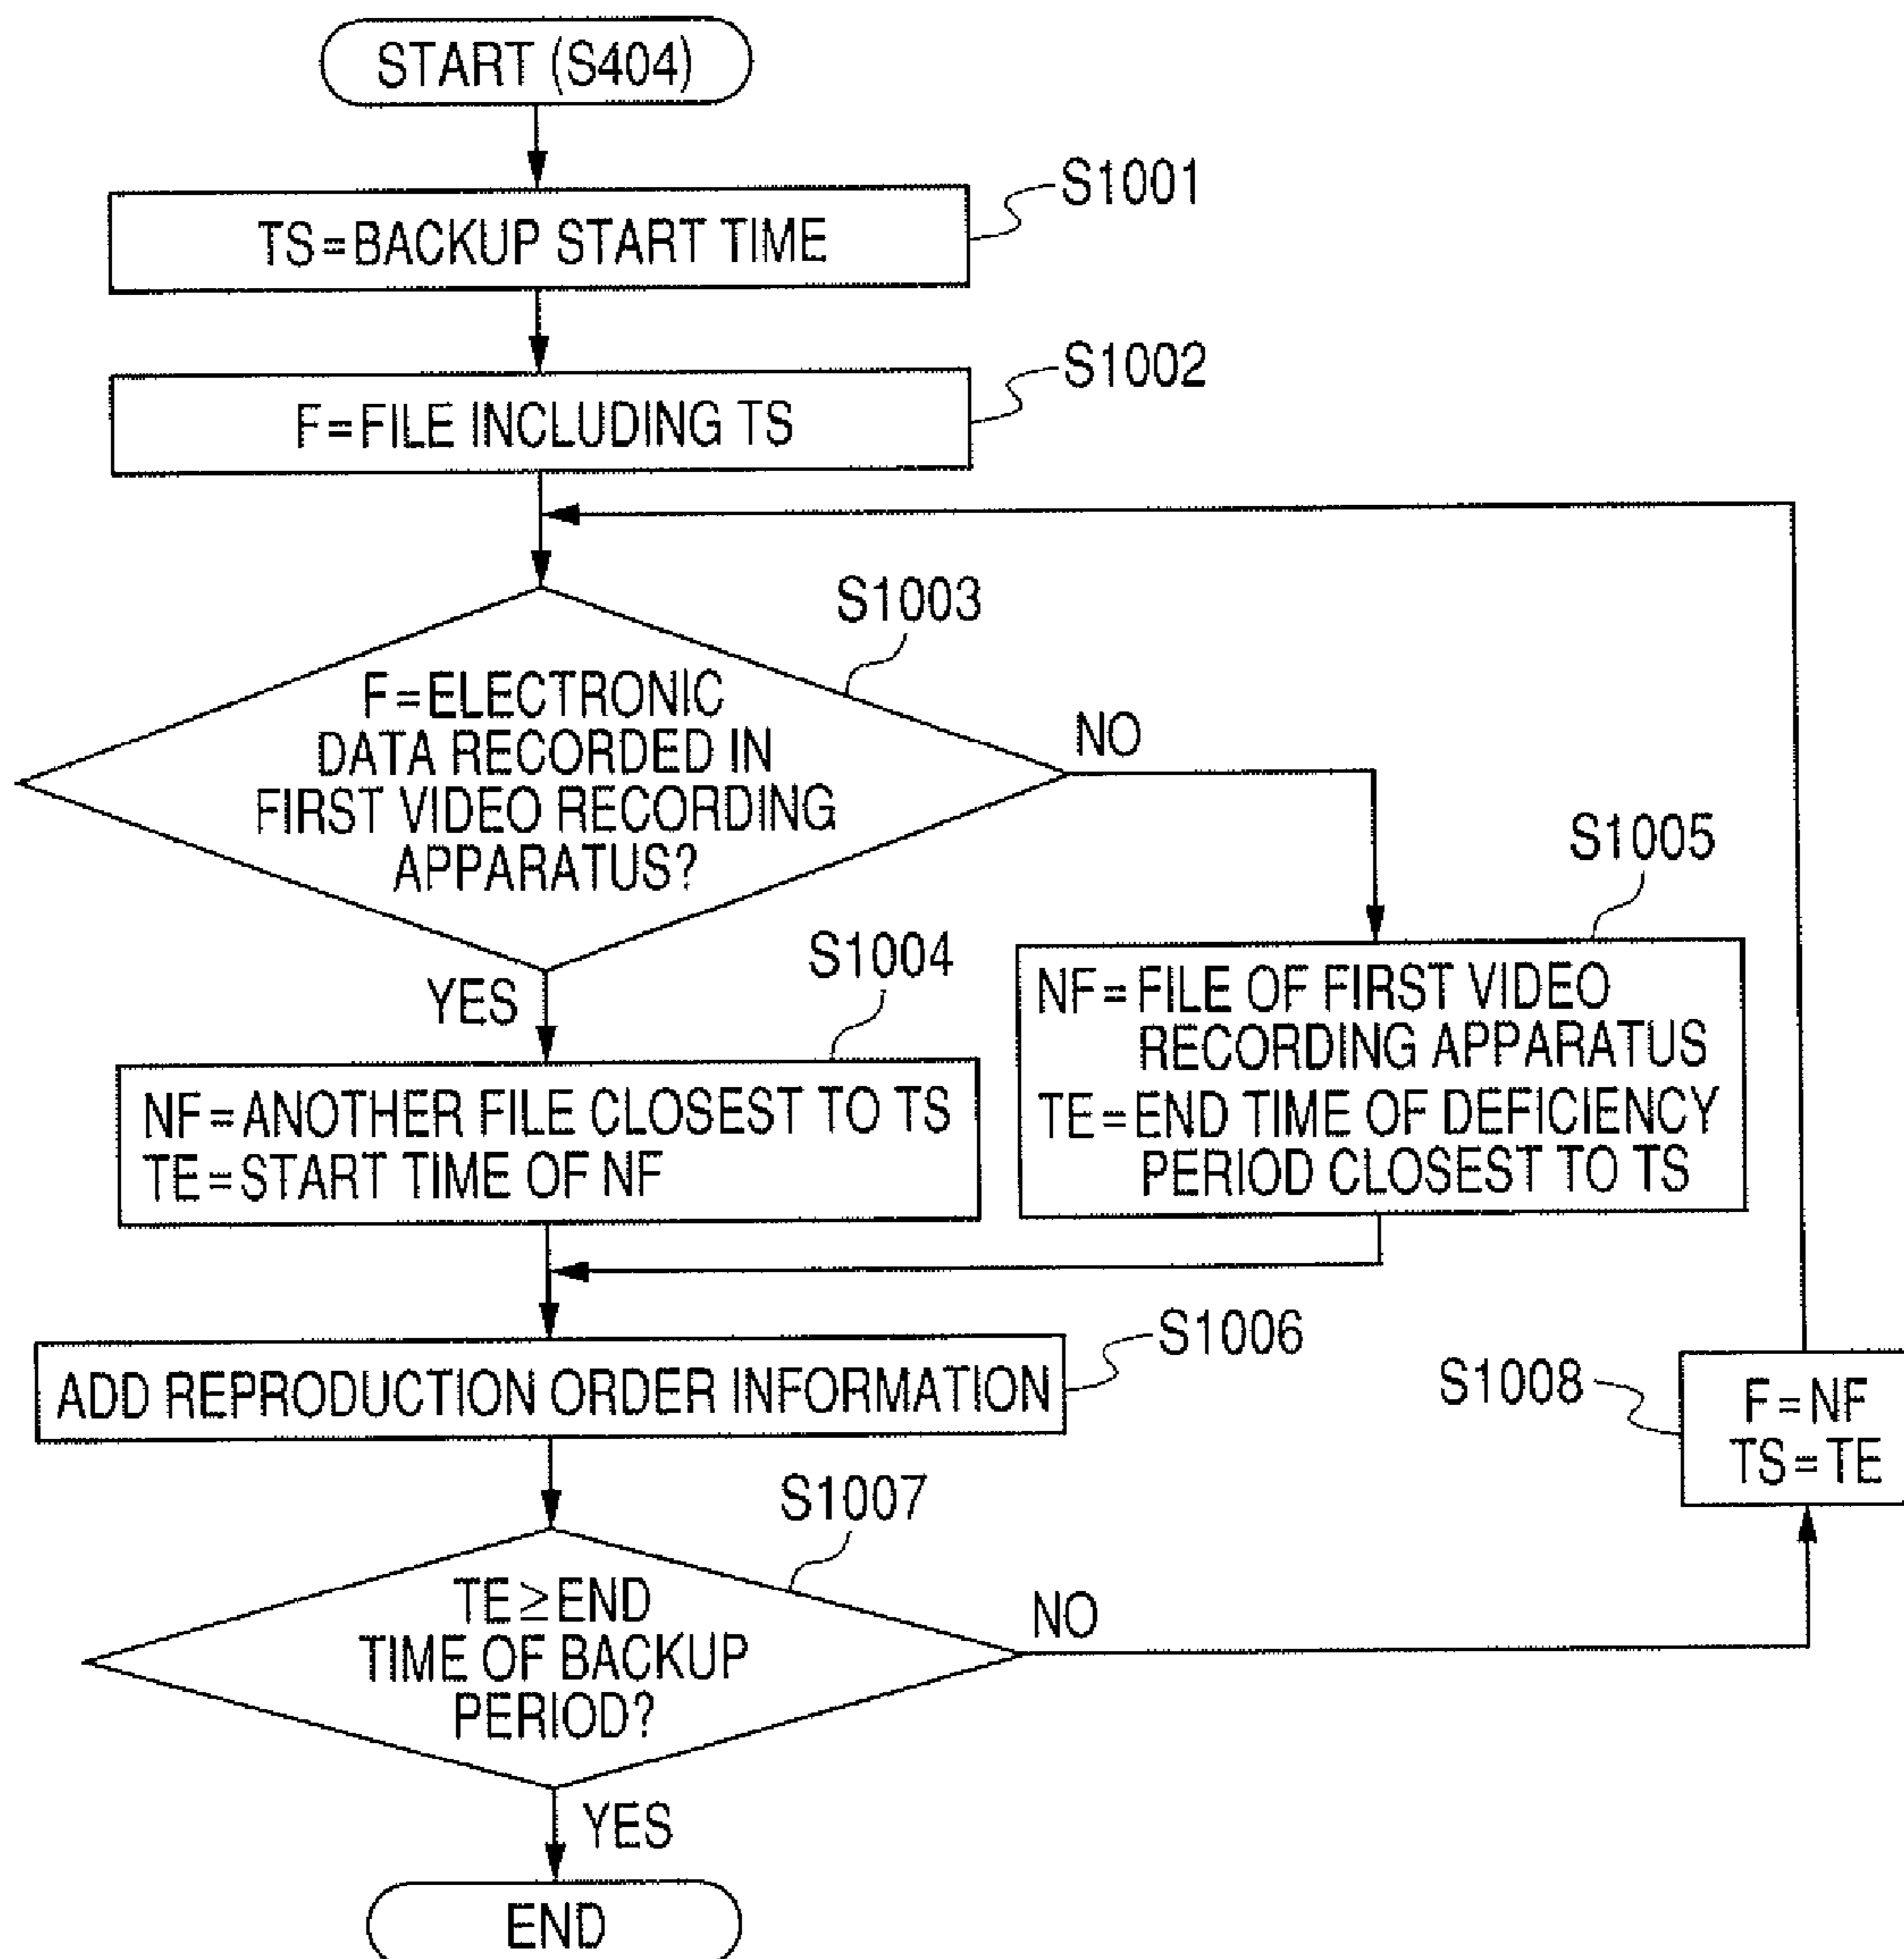 START (S404)
S1001
TS=BACKUP START TIME
S1002
F=FILE INCLUDING TS
S1003
F=ELECTRONIC
DATA RECORDED IN
FIRST VIDEO RECORDING
APPARATUS?
NO
YES
S1004
NF=ANOTHER FILE CLOSEST TO TS
TE=START TIME OF NF
S1005
NF=FILE OF FIRST VIDEO
RECORDING APPARATUS
TE=END TIME OF DEFICIENCY
PERIOD CLOSEST TO TS
S1006
ADD REPRODUCTION ORDER INFORMATION
S1008
F=NF
TS=TE
S1007
TE≥END
TIME OF BACKUP
PERIOD?
NO
YES
END